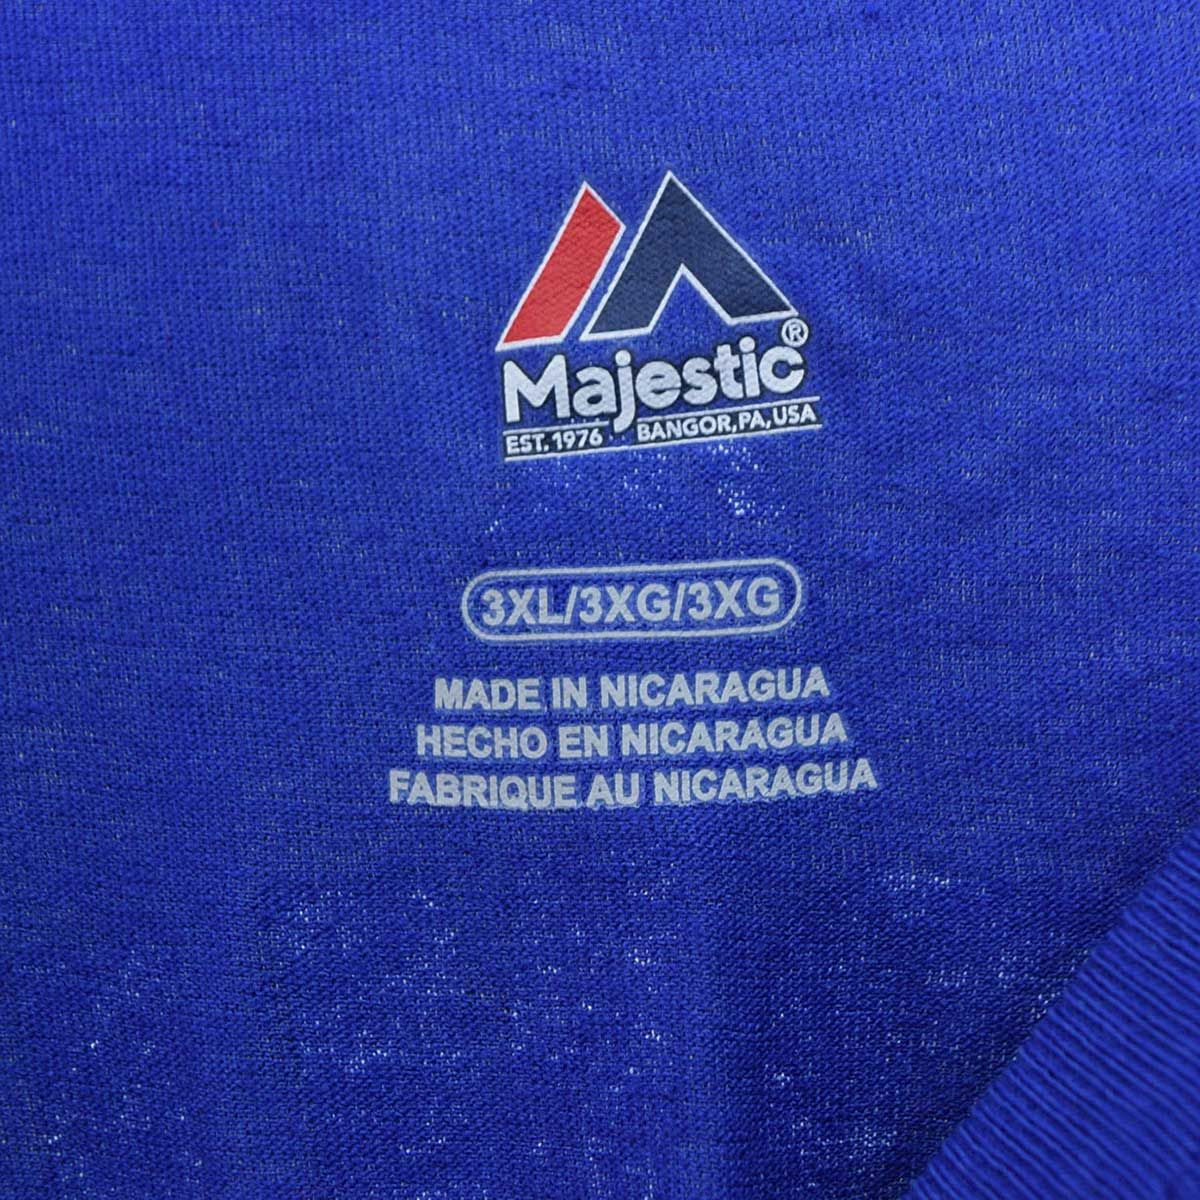 Majestic®
EST. 1976 BANGOR, PA, USA
3XL/3XG/3XG
MADE IN NICARAGUA
HECHO EN NICARAGUA
FABRIQUE AU NICARAGUA